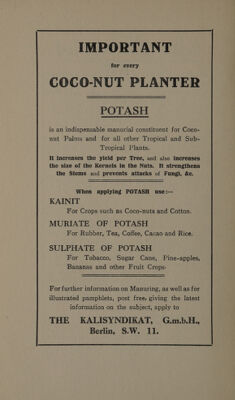 IMPORTANT
for every
COCO-NUT PLANTER
POTASH
is an indispensable manurial constituent for Coco-
nut Palms and for all other Tropical and Sub-
Tropical Plants.
It increases the yield per Tree, and also increases
the size of the Kernels in the Nuts. It strengthens
the Stems and prevents attacks of Fungi, &c.
When applying POTASH use:—
KAINIT
For Crops such as Coco-nuts and Cotton.
MURIATE OF POTASH
For Rubber, Tea, Coffee, Cacao and Rice.
SULPHATE OF POTASH
For Tobacco, Sugar Cane, Pine-apples,
Bananas and other Fruit Crops
For further information on Manuring, as well as for
illustrated pamphlets, post free, giving the latest
information on the subject, apply to
THE KALISYNDIKAT, G.m.b.H.,
Berlin, S.W. 11.